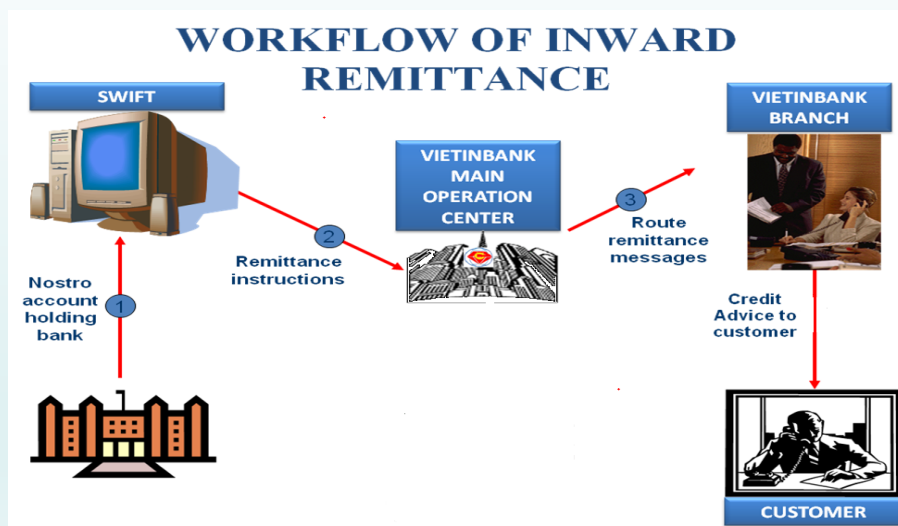 WORKFLOW OF INWARD
REMITTANCE
SWIFT
VIETINBANK
BRANCH
VIETINBANK
MAIN
OPERATION
CENTER
3
Route
remittance
messages
2
Remittance
instructions
Nostro
account
holding
bank
1
Credit
Advice to
customer
CUSTOMER